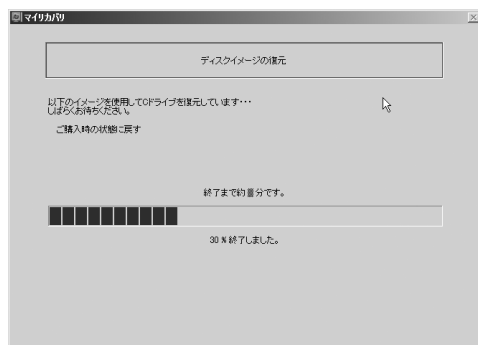 マイリカバリ
ディスクイメージの復元
以下のイメージを使用してCドライブを復元しています・・・
しばらくお待ちください。
ご購入時の状態に戻す
終了まで約 分です。
30 % 終了しました。